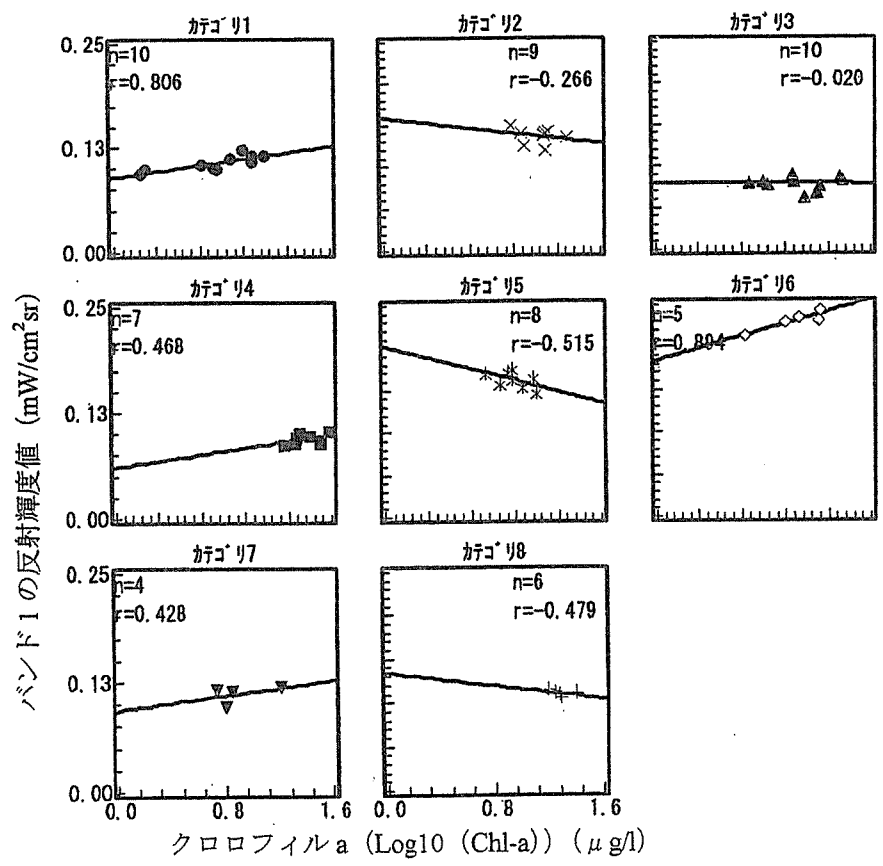 ｶﾃｺﾞﾘ1
ｶﾃｺﾞﾘ2
ｶﾃｺﾞﾘ3
0.25
0.13
0.00
n=10
r=0.806
n=9
r=-0.266
n=10
r=-0.020
ｶﾃｺﾞﾘ4
ｶﾃｺﾞﾘ5
ｶﾃｺﾞﾘ6
0.25
0.13
0.00
n=7
r=0.468
n=8
r=-0.515
n=5
r=0.894
ｶﾃｺﾞﾘ7
ｶﾃｺﾞﾘ8
0.25
0.13
0.00
n=4
r=0.428
n=6
r=-0.479
0.0 0.8 1.6
0.0 0.8 1.6
バンド1の反射輝度値 (mW/cm²sr)
クロロフィルa (Log10 (Chl-a)) (μg/l)